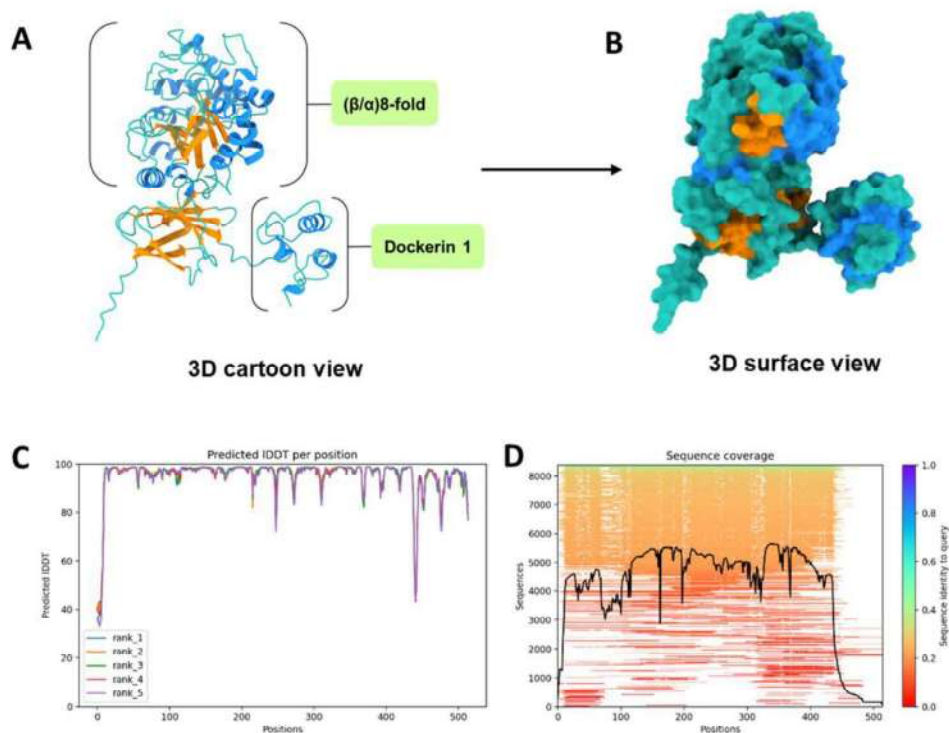 A
B
(β/α)8-fold
Dockerin 1
3D cartoon view
3D surface view
C
D
Predicted lDDT per position
Sequence coverage
Predicted lDDT
100
80
60
40
20
0
rank_1
rank_2
rank_3
rank_4
rank_5
0
100
200
300
400
500
Positions
Sequences
8000
7000
6000
5000
4000
3000
2000
1000
0
0
100
200
300
400
500
Positions
1.0
0.8
0.6
0.4
0.2
0.0
Sequence identity to query